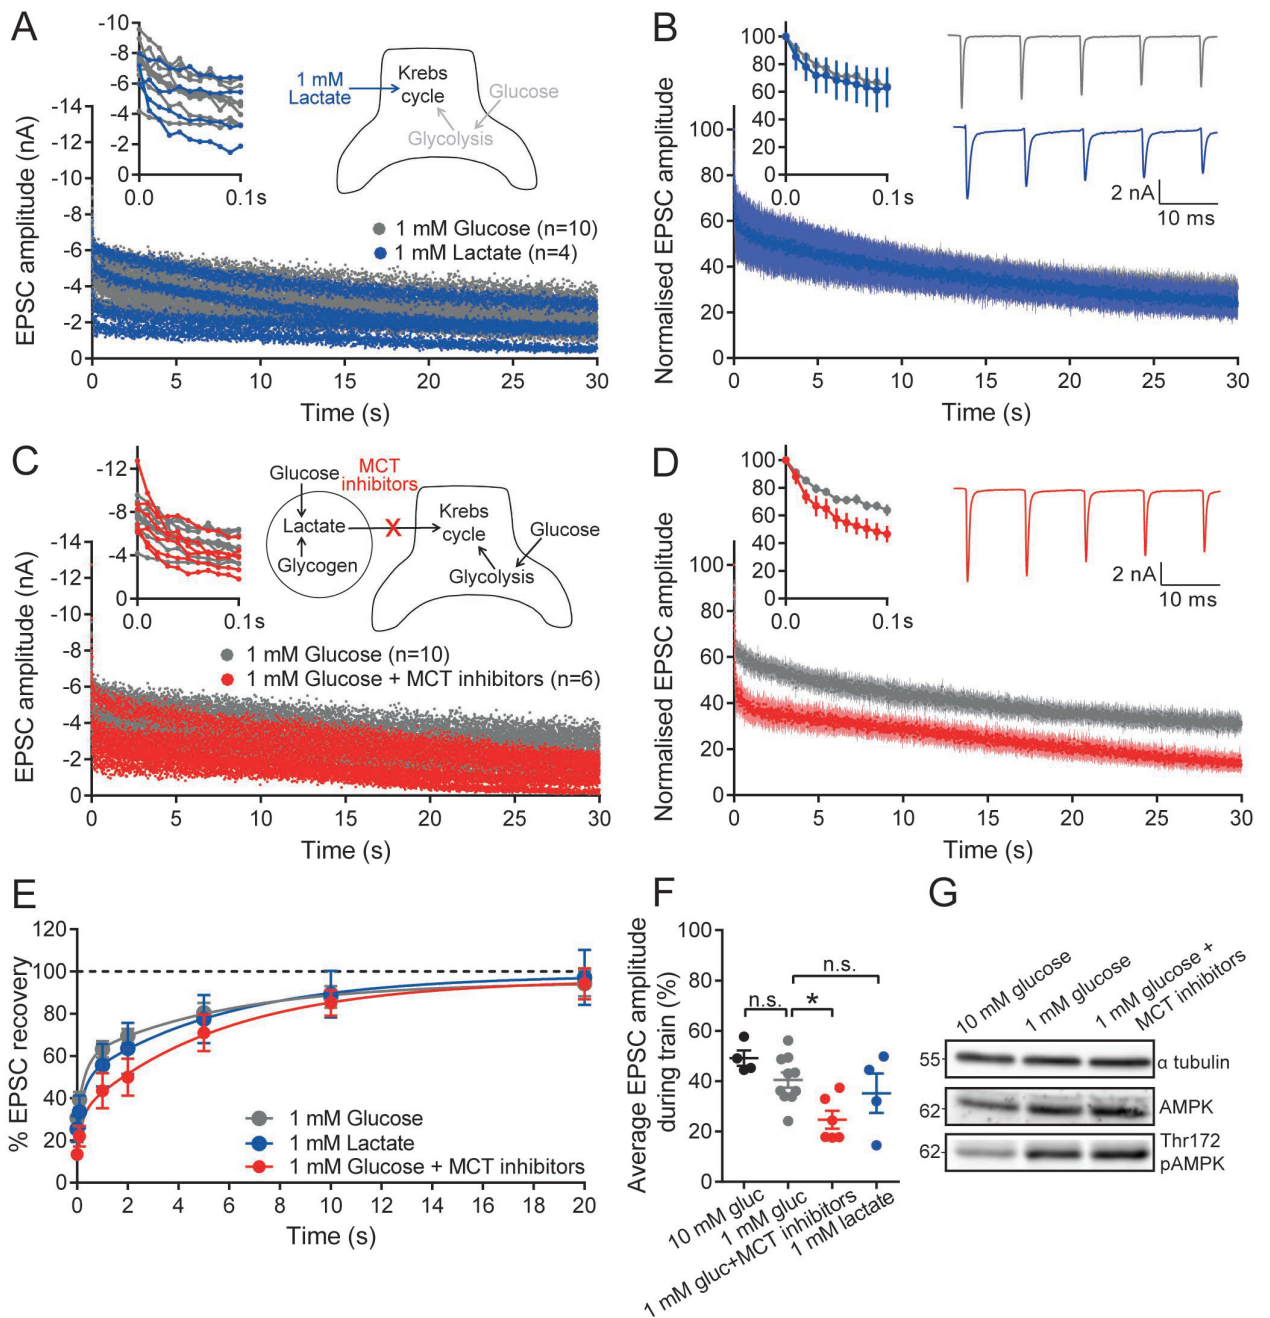 A
-10
-8
-6
-4
-2
0
0.0
0.1s
1 mM
Lactate
Krebs
cycle
Glucose
Glycolysis
EPSC amplitude (nA)
-14
-12
-10
-8
-6
-4
-2
0
1 mM Glucose (n=10)
1 mM Lactate (n=4)
0
5
10
15
20
25
30
Time (s)
B
100
80
60
40
20
0
0.0
0.1s
2 nA
10 ms
Normalised EPSC amplitude
100
80
60
40
20
0
0
5
10
15
20
25
30
Time (s)
C
-12
-8
-4
0
0.0
0.1s
Glucose
MCT
inhibitors
Lactate
X
Glycogen
Krebs
cycle
Glucose
Glycolysis
EPSC amplitude (nA)
-14
-12
-10
-8
-6
-4
-2
0
1 mM Glucose (n=10)
1 mM Glucose + MCT inhibitors (n=6)
0
5
10
15
20
25
30
Time (s)
D
100
80
60
40
20
0
0.0
0.1s
2 nA
10 ms
Normalised EPSC amplitude
100
80
60
40
20
0
0
5
10
15
20
25
30
Time (s)
E
% EPSC recovery
120
100
80
60
40
20
0
1 mM Glucose
1 mM Lactate
1 mM Glucose + MCT inhibitors
0
2
4
6
8
10
12
14
16
18
20
Time (s)
F
Average EPSC amplitude
during train (%)
100
80
60
40
20
0
n.s.
*
n.s.
10 mM gluc
1 mM gluc
1 mM gluc+MCT inhibitors
1 mM lactate
G
10 mM glucose
1 mM glucose
1 mM glucose +
MCT inhibitors
55
α tubulin
62
AMPK
62
Thr172
pAMPK